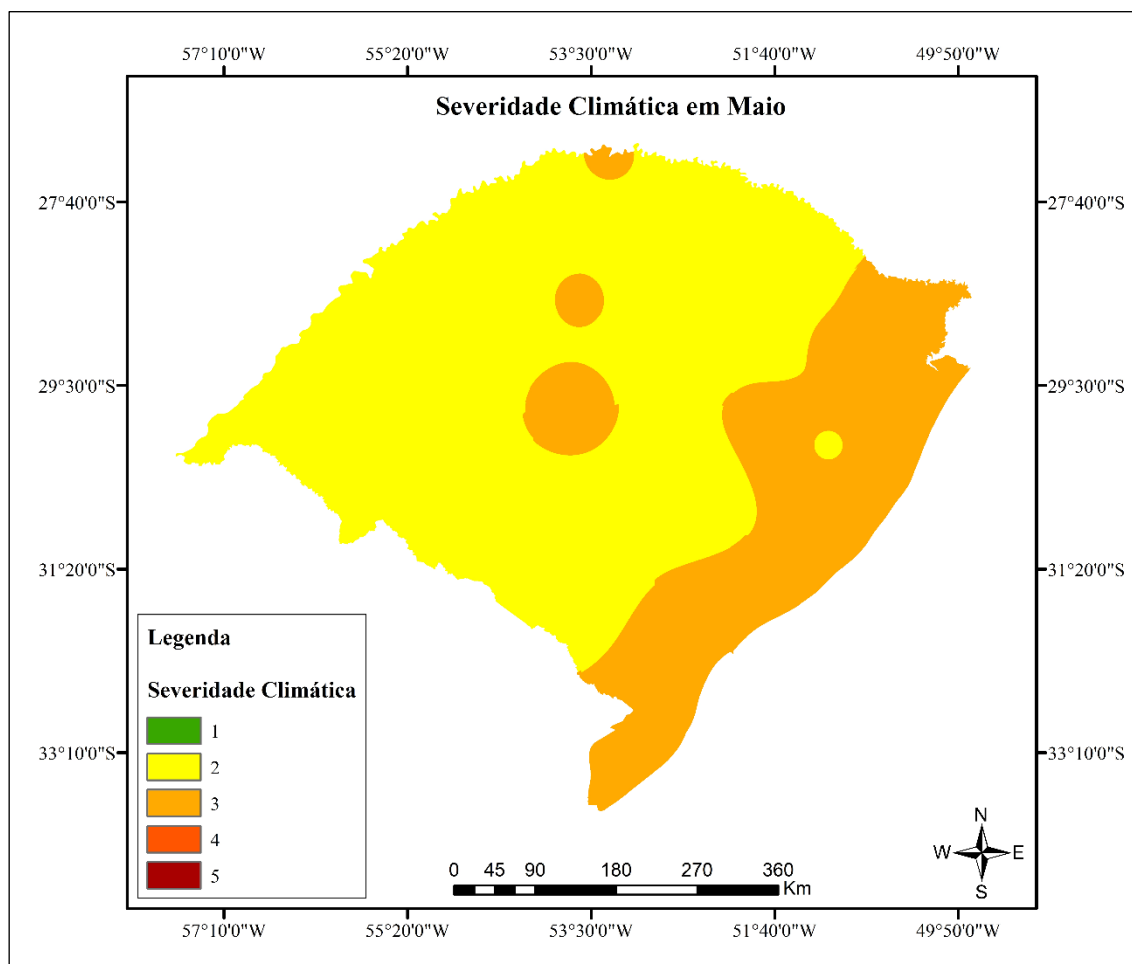 57°10'0"W 55°20'0"W 53°30'0"W 51°40'0"W 49°50'0"W
Severidade Climática em Maio
27°40'0"S 27°40'0"S
29°30'0"S 29°30'0"S
31°20'0"S 31°20'0"S
33°10'0"S 33°10'0"S
Legenda
Severidade Climática
1
2
3
4
5
0 45 90 180 270 360
Km
N
W E
S
57°10'0"W 55°20'0"W 53°30'0"W 51°40'0"W 49°50'0"W